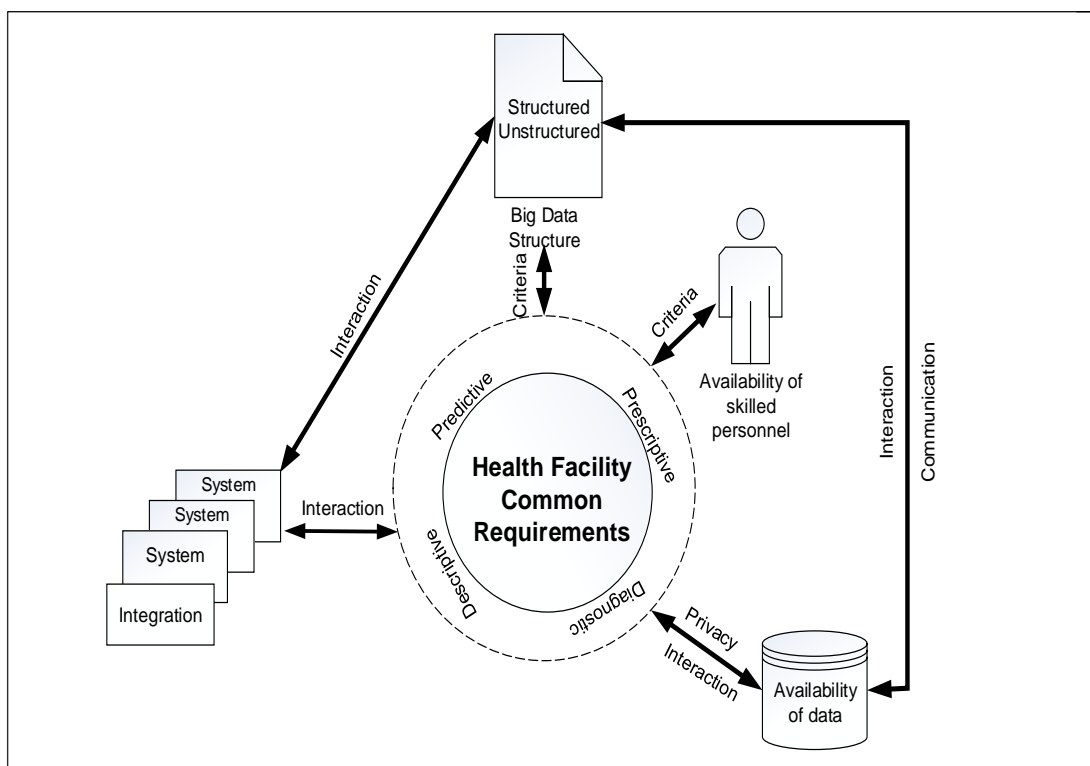 Structured
Unstructured
Big Data
Structure
Criteria
Criteria
Availability of
skilled
personnel
Interaction
Interaction
Communication
Predictive
Prescriptive
Health Facility
Common
Requirements
Descriptive
Diagnostic
System
System
System
Integration
Interaction
Privacy
Interaction
Availability
of data